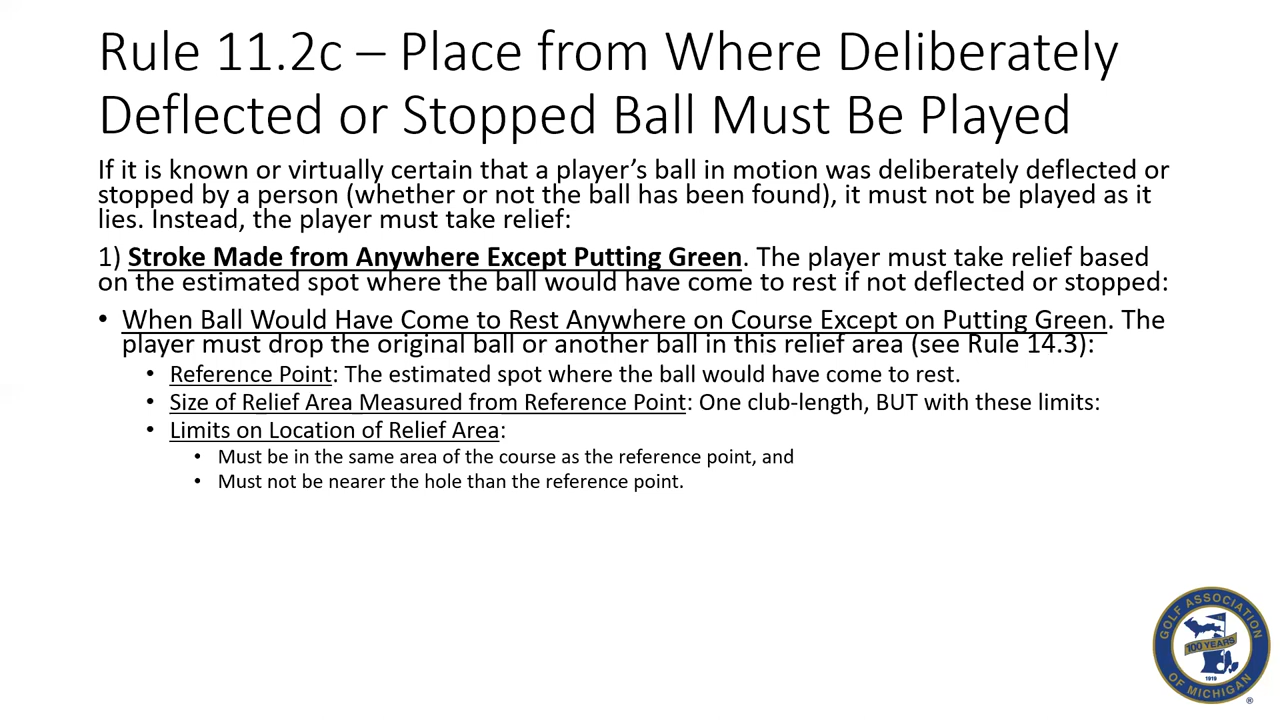 Rule 11.2c – Place from Where Deliberately
Deflected or Stopped Ball Must Be Played
If it is known or virtually certain that a player's ball in motion was deliberately deflected or
stopped by a person (whether or not the ball has been found), it must not be played as it
lies. Instead, the player must take relief:
1) Stroke Made from Anywhere Except Putting Green. The player must take relief based
on the estimated spot where the ball would have come to rest if not deflected or stopped:
• When Ball Would Have Come to Rest Anywhere on Course Except on Putting Green. The
player must drop the original ball or another ball in this relief area (see Rule 14.3):
• Reference Point: The estimated spot where the ball would have come to rest.
• Size of Relief Area Measured from Reference Point: One club-length, BUT with these limits:
• Limits on Location of Relief Area:
• Must be in the same area of the course as the reference point, and
• Must not be nearer the hole than the reference point.
GOLF ASSOCIATION
100 YEARS
1919
OF MICHIGAN
®